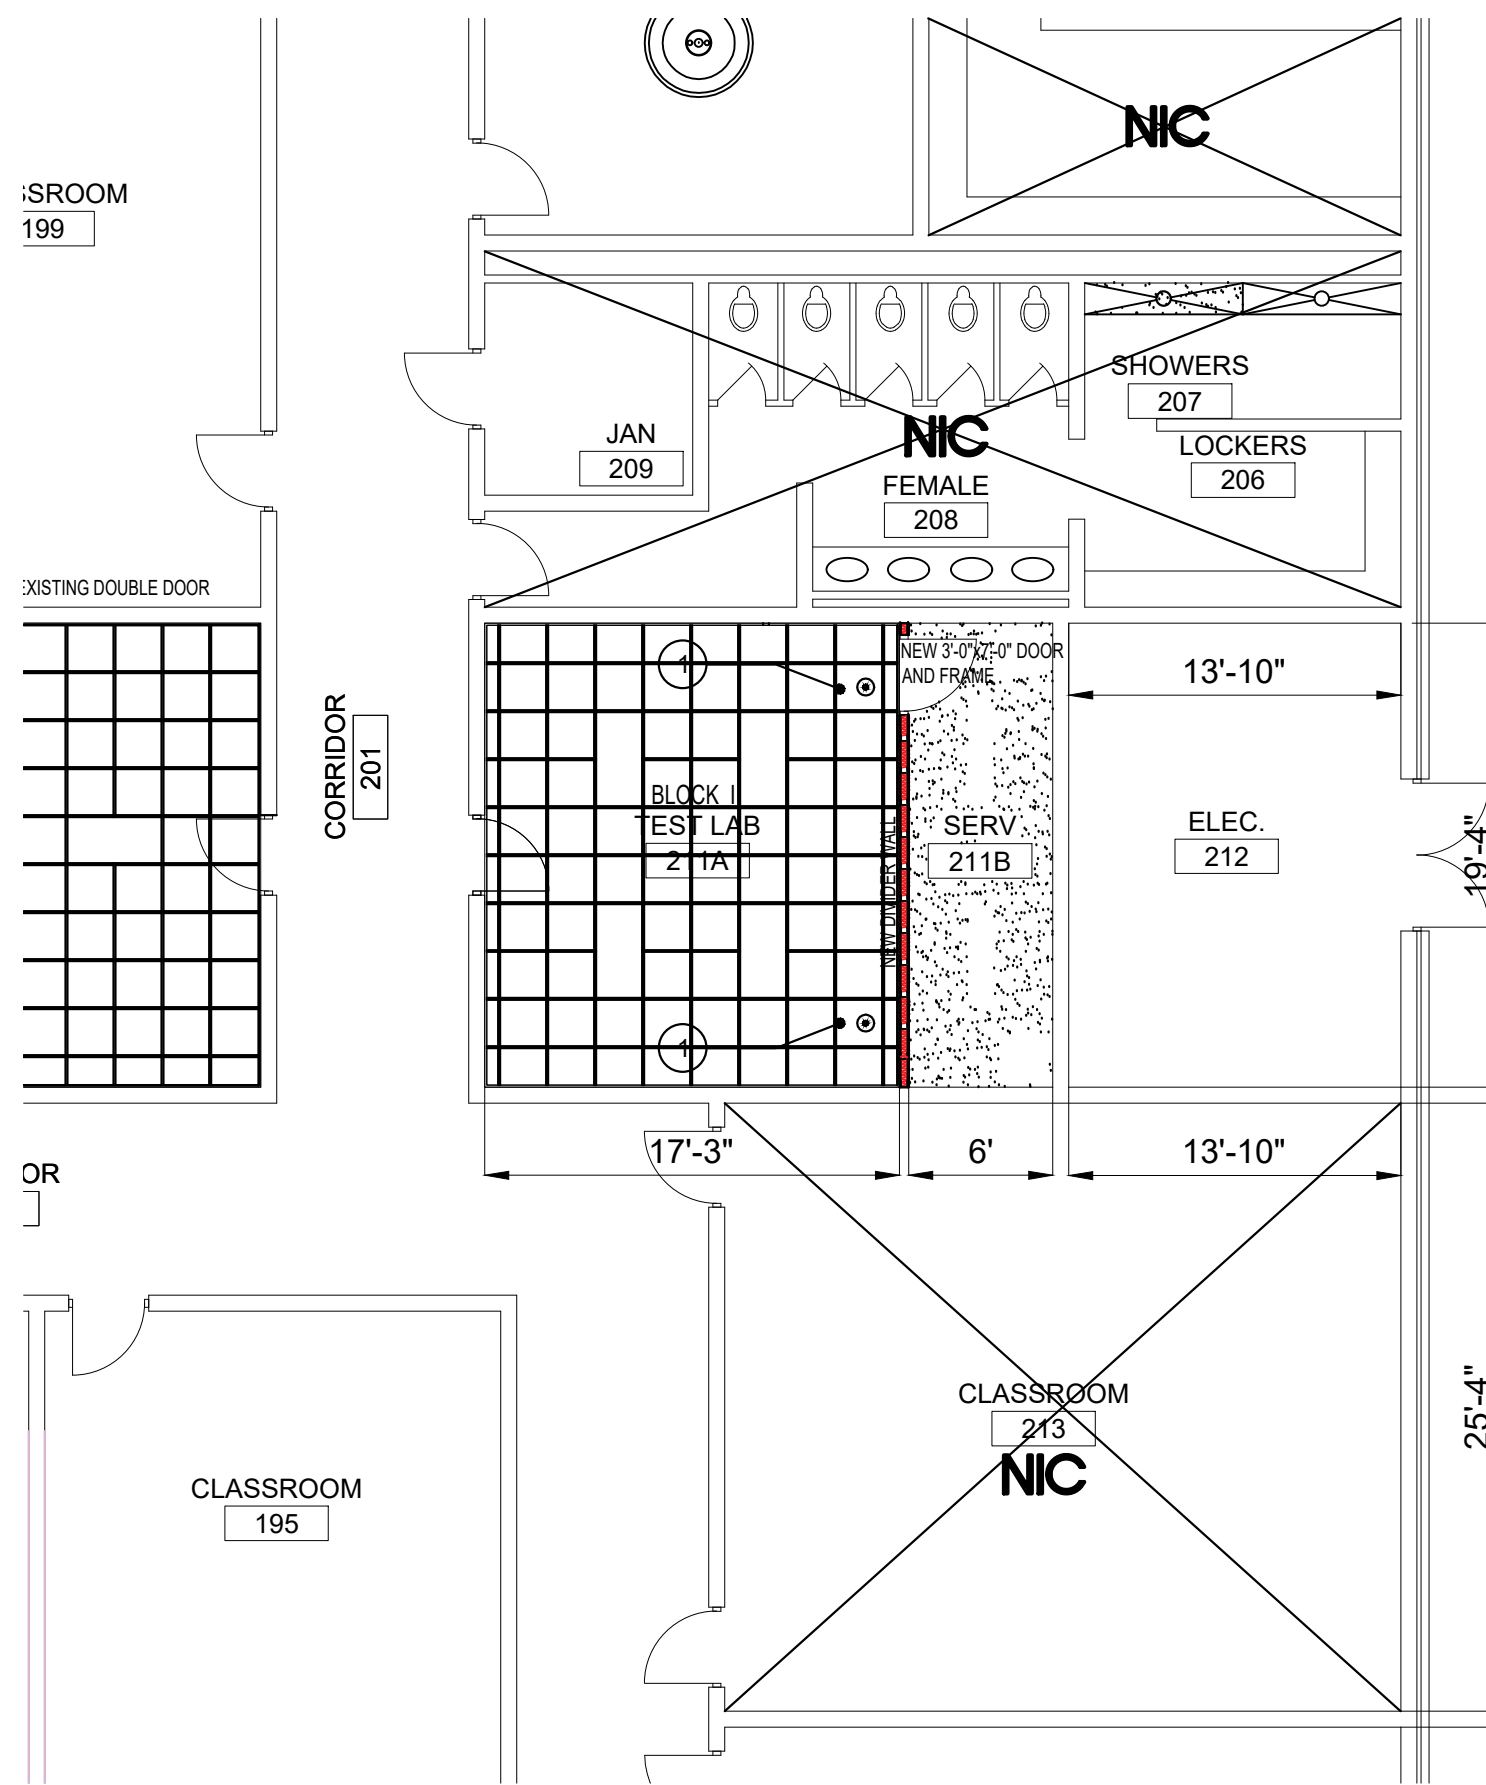 NIC
SSROOM
199
SHOWERS
207
JAN
209
NIC
LOCKERS
206
FEMALE
208
EXISTING DOUBLE DOOR
NEW 3'-0"x7'-0" DOOR
AND FRAME
1
13'-10"
CORRIDOR
201
BLOCK I
TEST LAB
211A
NEW DIVIDER WALL
SERV
211B
ELEC.
212
19'-4"
1
17'-3"
6'
13'-10"
OR
CLASSROOM
213
NIC
25'-4"
CLASSROOM
195